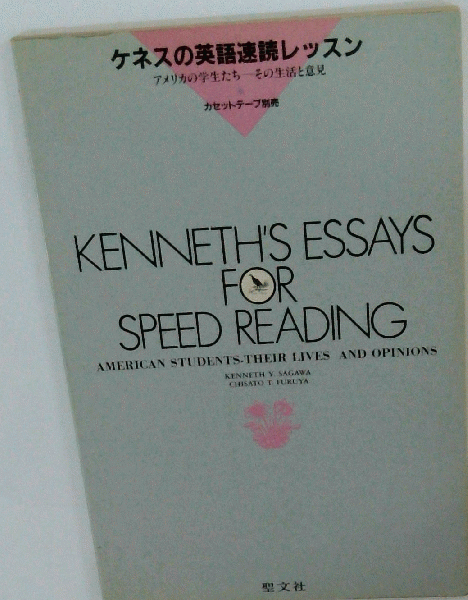 ケネスの英語速読レッスン
アメリカの学生たち—その生活と意見
カセットテープ別売
KENNETH'S ESSAYS
FOR
SPEED READING
AMERICAN STUDENTS-THEIR LIVES AND OPINIONS
KENNETH Y. SAGAWA
CHISATO T. FURUYA
聖文社